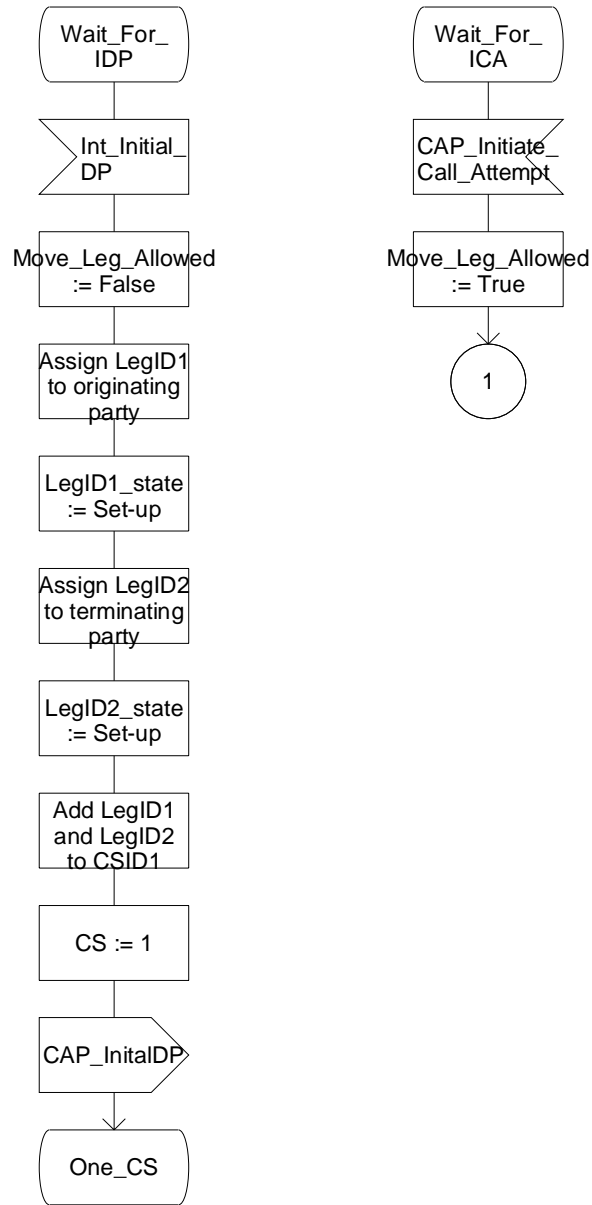 Wait_For_
IDP
Int_Initial_
DP
Move_Leg_Allowed
:= False
Assign LegID1
to originating
party
LegID1_state
:= Set-up
Assign LegID2
to terminating
party
LegID2_state
:= Set-up
Add LegID1
and LegID2
to CSID1
CS := 1
CAP_InitalDP
One_CS
Wait_For_
ICA
CAP_Initiate_
Call_Attempt
Move_Leg_Allowed
:= True
1